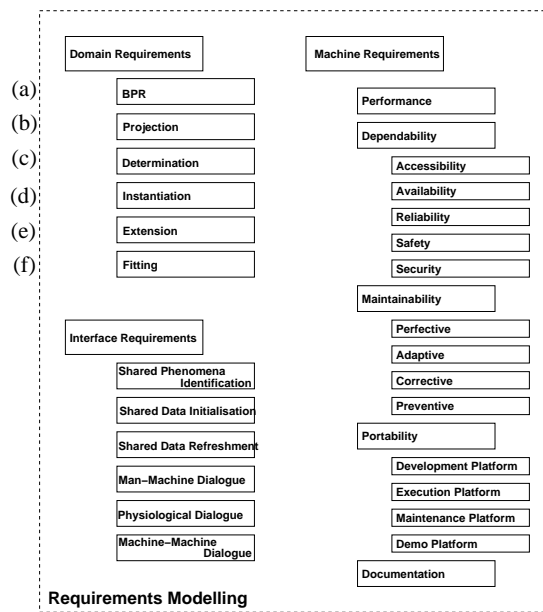 Domain Requirements
(a) BPR
(b) Projection
(c) Determination
(d) Instantiation
(e) Extension
(f) Fitting
Interface Requirements
Shared Phenomena
Identification
Shared Data Initialisation
Shared Data Refreshment
Man−Machine Dialogue
Physiological Dialogue
Machine−Machine
Dialogue
Machine Requirements
Performance
Dependability
Accessibility
Availability
Reliability
Safety
Security
Maintainability
Perfective
Adaptive
Corrective
Preventive
Portability
Development Platform
Execution Platform
Maintenance Platform
Demo Platform
Documentation
Requirements Modelling